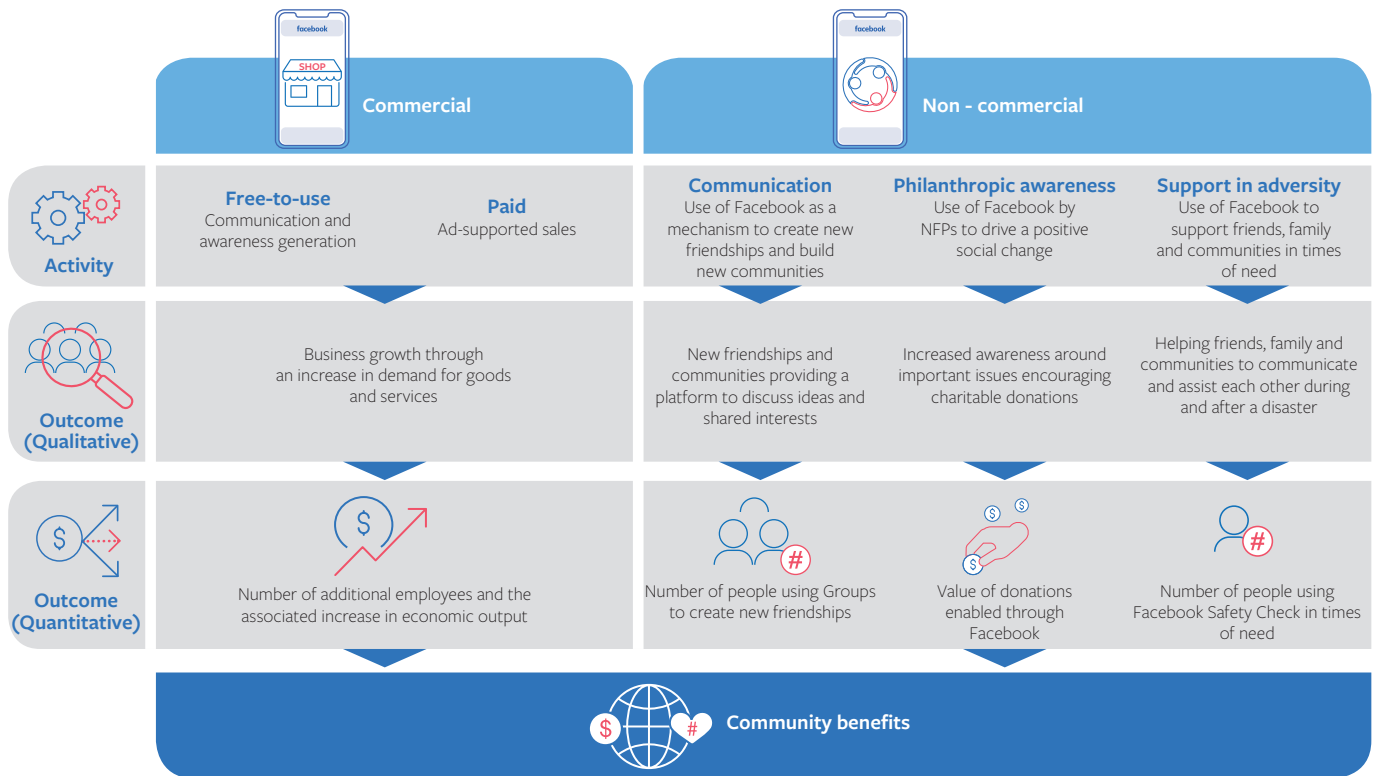 facebook
SHOP
Commercial
facebook
Non - commercial
Activity
Free-to-use
Communication and
awareness generation
Paid
Ad-supported sales
Communication
Use of Facebook as a
mechanism to create new
friendships and build
new communities
Philanthropic awareness
Use of Facebook by
NFPs to drive a positive
social change
Support in adversity
Use of Facebook to
support friends, family
and communities in times
of need
Outcome
(Qualitative)
Business growth through
an increase in demand for goods
and services
New friendships and
communities providing a
platform to discuss ideas and
shared interests
Increased awareness around
important issues encouraging
charitable donations
Helping friends, family and
communities to communicate
and assist each other during
and after a disaster
$
Outcome
(Quantitative)
$
Number of additional employees and the
associated increase in economic output
#
Number of people using Groups
to create new friendships
$
$
$
Value of donations
enabled through
Facebook
#
Number of people using
Facebook Safety Check in times
of need
$
#
Community benefits